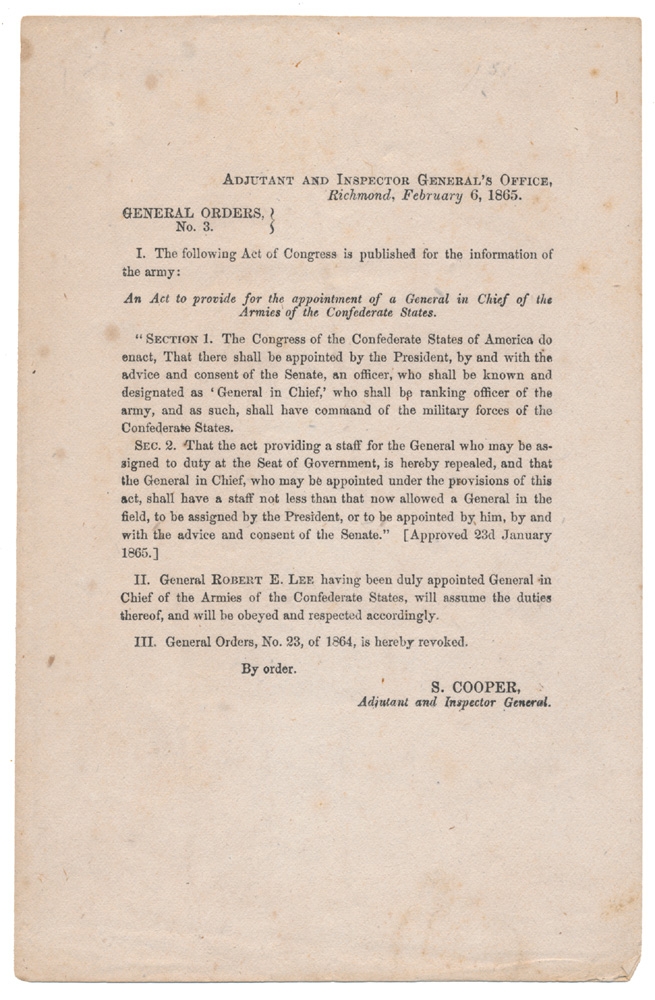 ADJUTANT AND INSPECTOR GENERAL'S OFFICE,
Richmond, February 6, 1865.
GENERAL ORDERS, }
No. 3. }
I. The following Act of Congress is published for the information of
the army:
An Act to provide for the appointment of a General in Chief of the
Armies of the Confederate States.
"SECTION 1. The Congress of the Confederate States of America do
enact, That there shall be appointed by the President, by and with the
advice and consent of the Senate, an officer, who shall be known and
designated as 'General in Chief,' who shall be ranking officer of the
army, and as such, shall have command of the military forces of the
Confederate States.
SEC. 2. That the act providing a staff for the General who may be as-
signed to duty at the Seat of Government, is hereby repealed, and that
the General in Chief, who may be appointed under the provisions of this
act, shall have a staff not less than that now allowed a General in the
field, to be assigned by the President, or to be appointed by him, by and
with the advice and consent of the Senate." [Approved 23d January
1865.]
II. General ROBERT E. LEE having been duly appointed General in
Chief of the Armies of the Confederate States, will assume the duties
thereof, and will be obeyed and respected accordingly.
III. General Orders, No. 23, of 1864, is hereby revoked.
By order.
S. COOPER,
Adjutant and Inspector General.